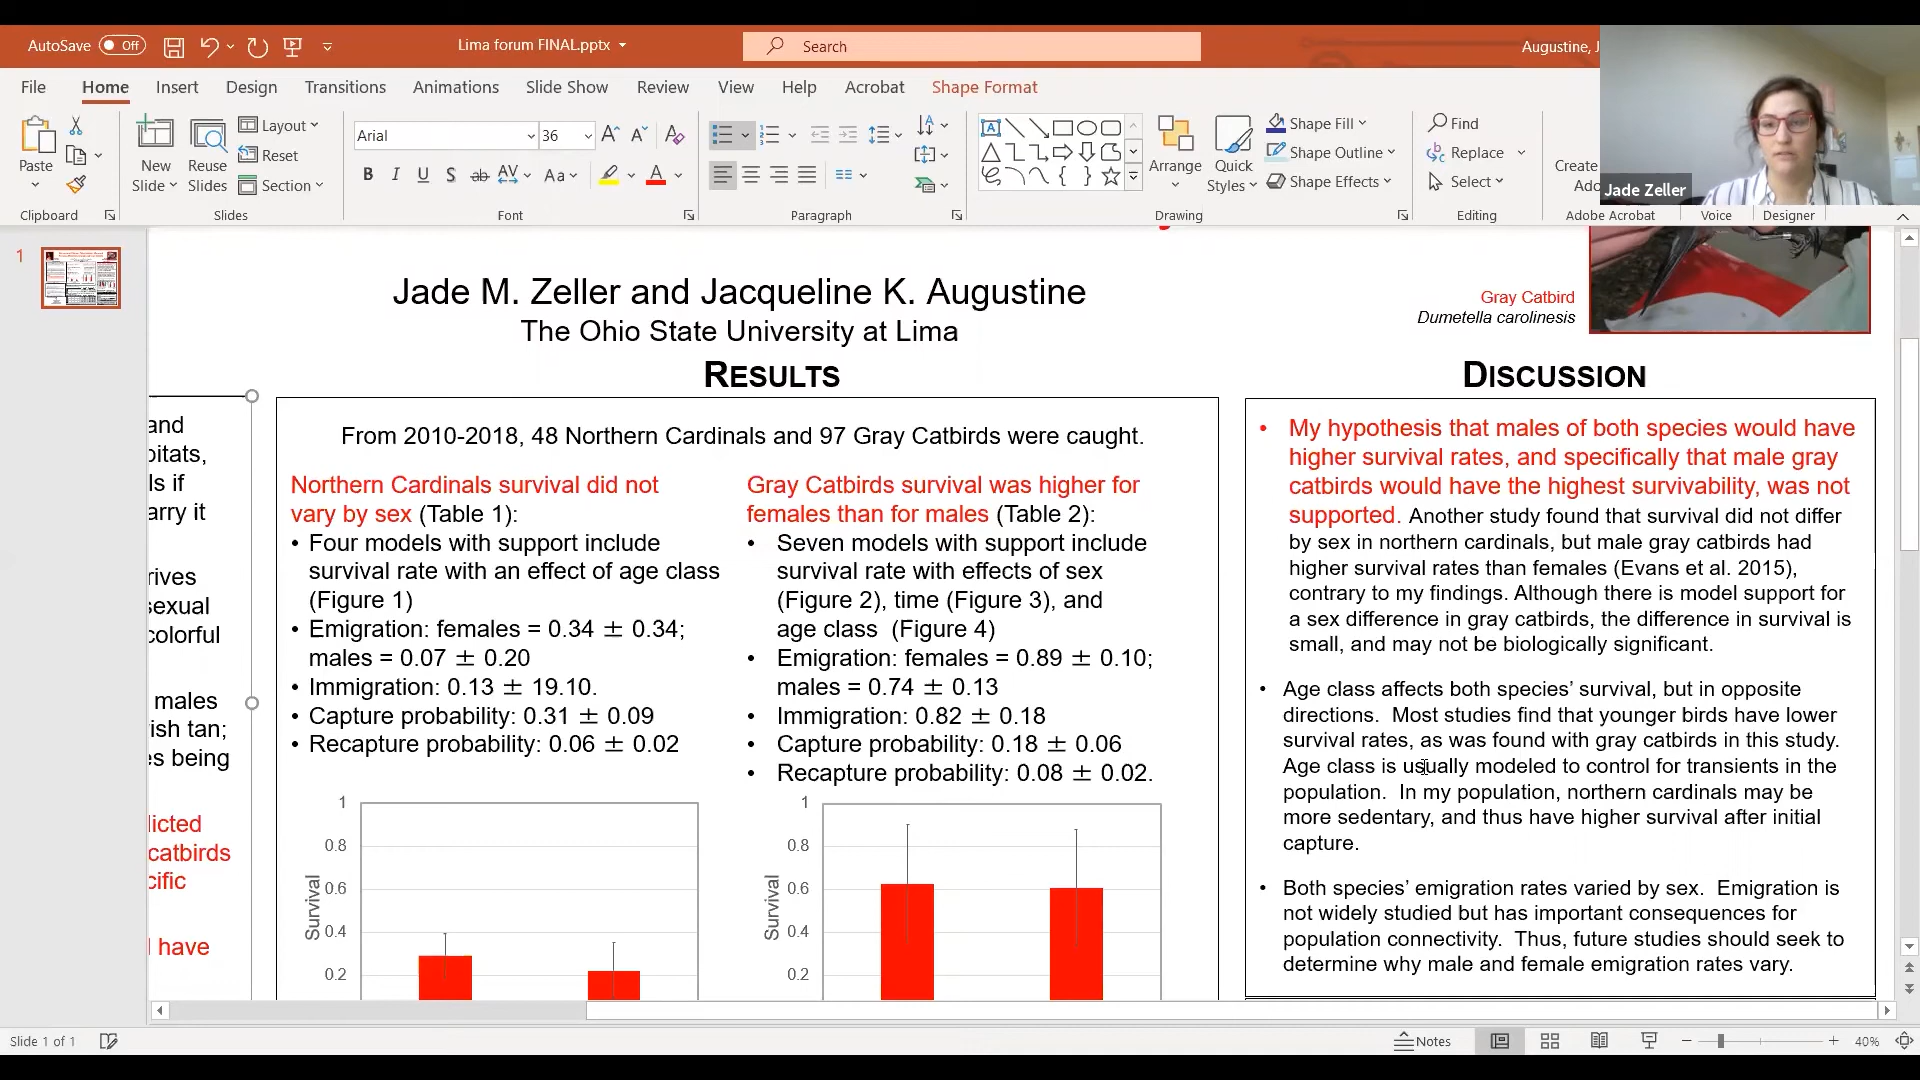 AutoSave Off
Lima forum FINAL.pptx
Search
Augustine, J
File Home Insert Design Transitions Animations Slide Show Review View Help Acrobat Shape Format
Paste
Clipboard
New Slide
Reuse Slides
Layout
Reset
Section
Slides
Arial 36
B I U S ab AV Aa A
Font
Paragraph
Arrange
Quick Styles
Shape Fill
Shape Outline
Shape Effects
Drawing
Find
Replace
Select
Editing
Create
Ado
Adobe Acrobat
Voice
Designer
Jade Zeller
1
Jade M. Zeller and Jacqueline K. Augustine
The Ohio State University at Lima
Gray Catbird
Dumetella carolinesis
and
oitats,
ls if
arry it
rives
sexual
colorful
males
ish tan;
es being
licted
catbirds
cific
have
RESULTS
From 2010-2018, 48 Northern Cardinals and 97 Gray Catbirds were caught.
Northern Cardinals survival did not
vary by sex (Table 1):
• Four models with support include
survival rate with an effect of age class
(Figure 1)
• Emigration: females = 0.34 ± 0.34;
males = 0.07 ± 0.20
• Immigration: 0.13 ± 19.10.
• Capture probability: 0.31 ± 0.09
• Recapture probability: 0.06 ± 0.02
Gray Catbirds survival was higher for
females than for males (Table 2):
• Seven models with support include
survival rate with effects of sex
(Figure 2), time (Figure 3), and
age class (Figure 4)
• Emigration: females = 0.89 ± 0.10;
males = 0.74 ± 0.13
• Immigration: 0.82 ± 0.18
• Capture probability: 0.18 ± 0.06
• Recapture probability: 0.08 ± 0.02.
Survival
1
0.8
0.6
0.4
0.2
Survival
1
0.8
0.6
0.4
0.2
DISCUSSION
• My hypothesis that males of both species would have
higher survival rates, and specifically that male gray
catbirds would have the highest survivability, was not
supported. Another study found that survival did not differ
by sex in northern cardinals, but male gray catbirds had
higher survival rates than females (Evans et al. 2015),
contrary to my findings. Although there is model support for
a sex difference in gray catbirds, the difference in survival is
small, and may not be biologically significant.
• Age class affects both species’ survival, but in opposite
directions. Most studies find that younger birds have lower
survival rates, as was found with gray catbirds in this study.
Age class is usually modeled to control for transients in the
population. In my population, northern cardinals may be
more sedentary, and thus have higher survival after initial
capture.
• Both species’ emigration rates varied by sex. Emigration is
not widely studied but has important consequences for
population connectivity. Thus, future studies should seek to
determine why male and female emigration rates vary.
Slide 1 of 1
Notes
40%